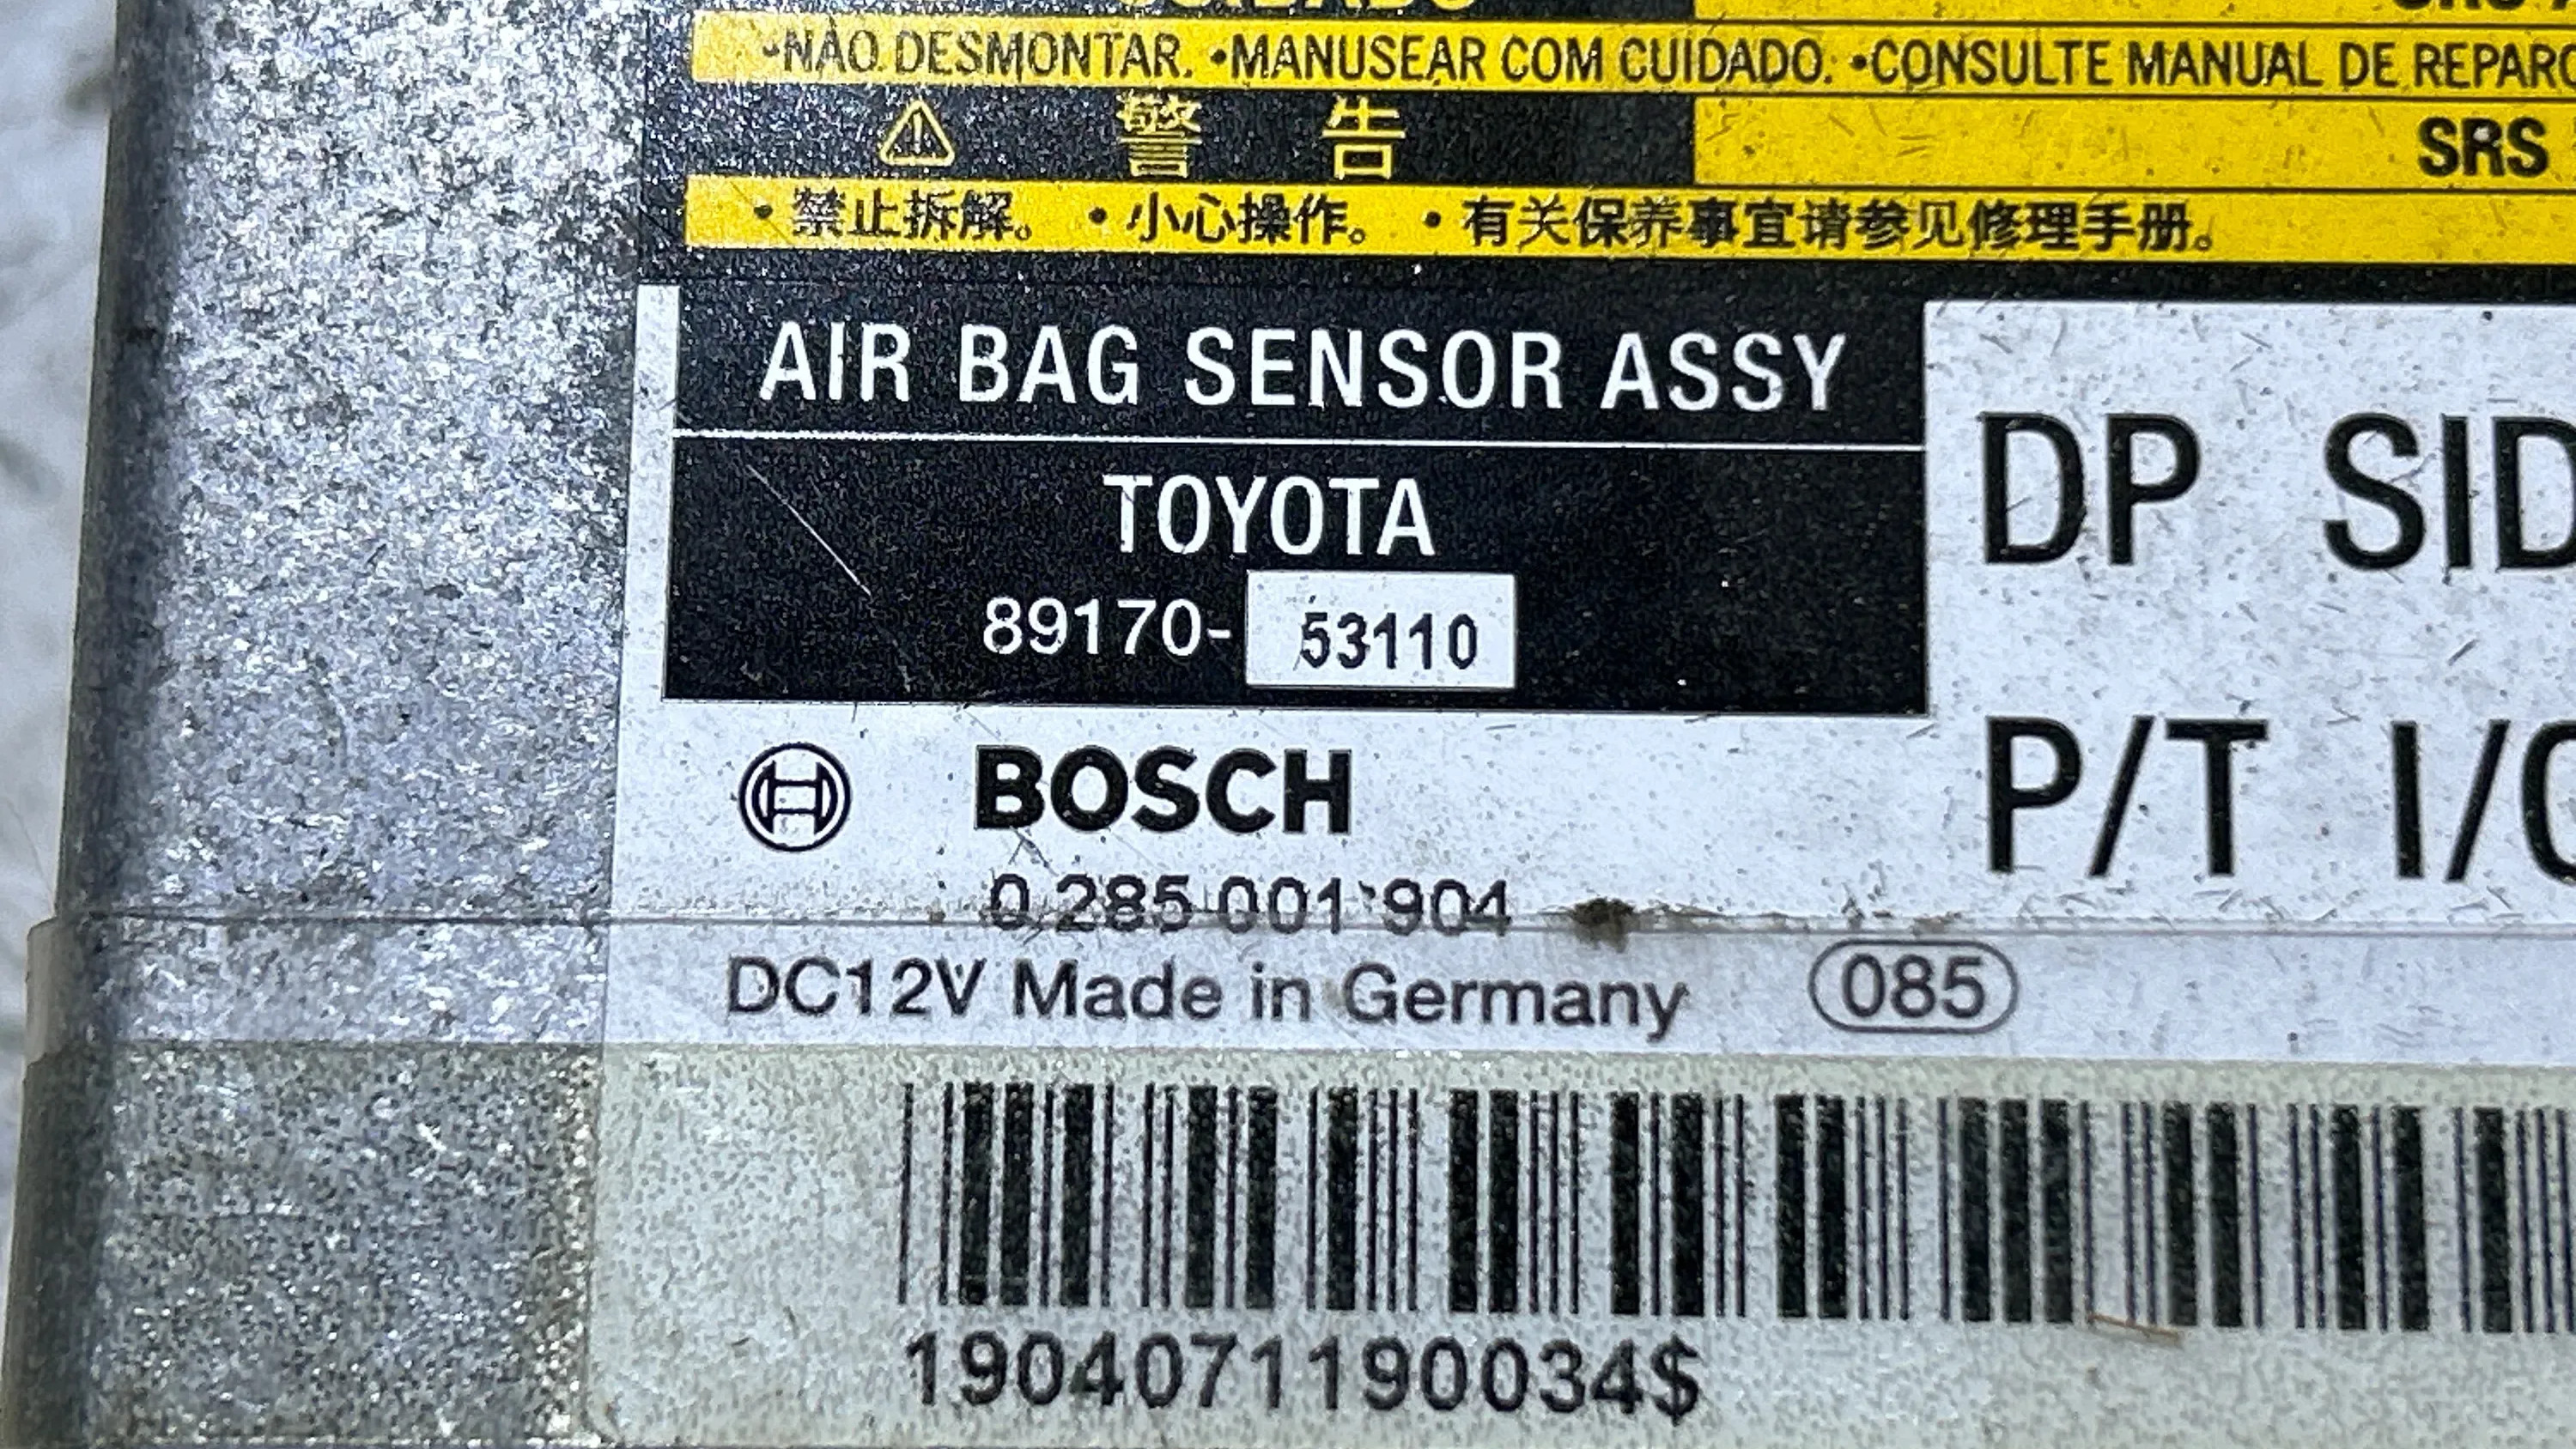 •NÃO DESMONTAR. •MANUSEAR COM CUIDADO. •CONSULTE MANUAL DE REPARO
警 告
SRS
・禁止拆解。 ・小心操作。 ・有关保养事宜请参见修理手册。
AIR BAG SENSOR ASSY
DP SID
TOYOTA
89170- 53110
BOSCH
P/T I/
0 285 001 904
DC12V Made in Germany 085
1904071190034$